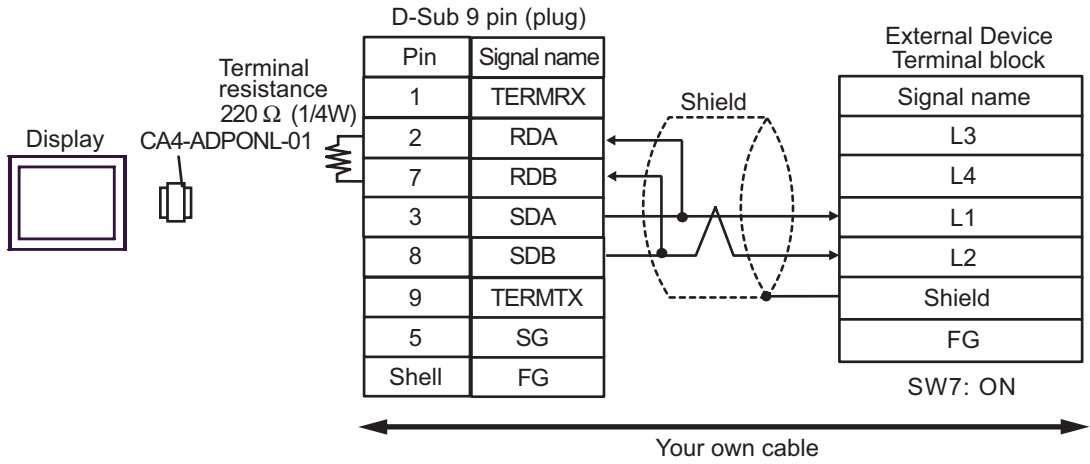 D-Sub 9 pin (plug)
Pin Signal name
1 TERMRX
2 RDA
7 RDB
3 SDA
8 SDB
9 TERMTX
5 SG
Shell FG
Terminal
resistance
220 Ω (1/4W)
Display
CA4-ADPONL-01
Shield
External Device
Terminal block
Signal name
L3
L4
L1
L2
Shield
FG
SW7: ON
Your own cable